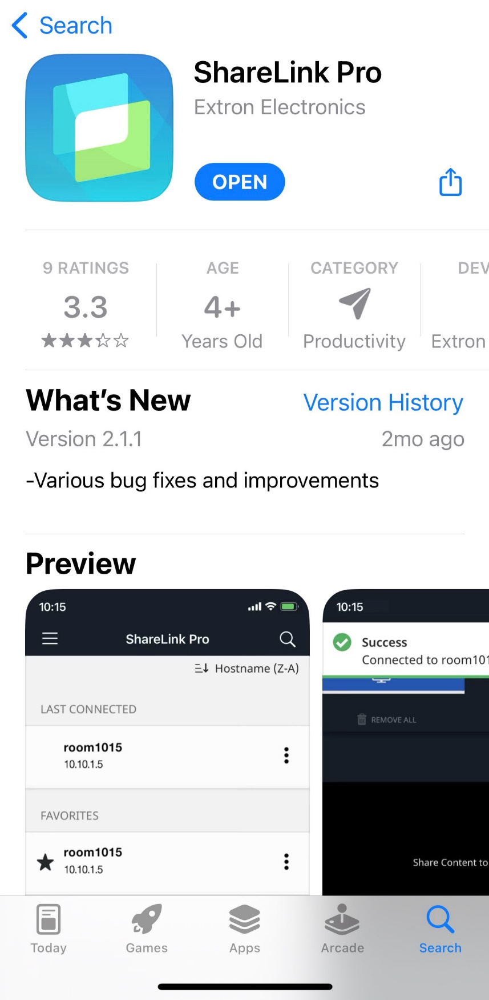 Search
ShareLink Pro
Extron Electronics
OPEN
9 RATINGS
3.3
AGE
4+
Years Old
CATEGORY
Productivity
DEV
Extron
What's New
Version History
Version 2.1.1
2mo ago
-Various bug fixes and improvements
Preview
10:15
ShareLink Pro
Hostname (Z-A)
LAST CONNECTED
room1015
10.10.1.5
FAVORITES
room1015
10.10.1.5
10:15
Success
Connected to room101
REMOVE ALL
Share Content to
Today
Games
Apps
Arcade
Search